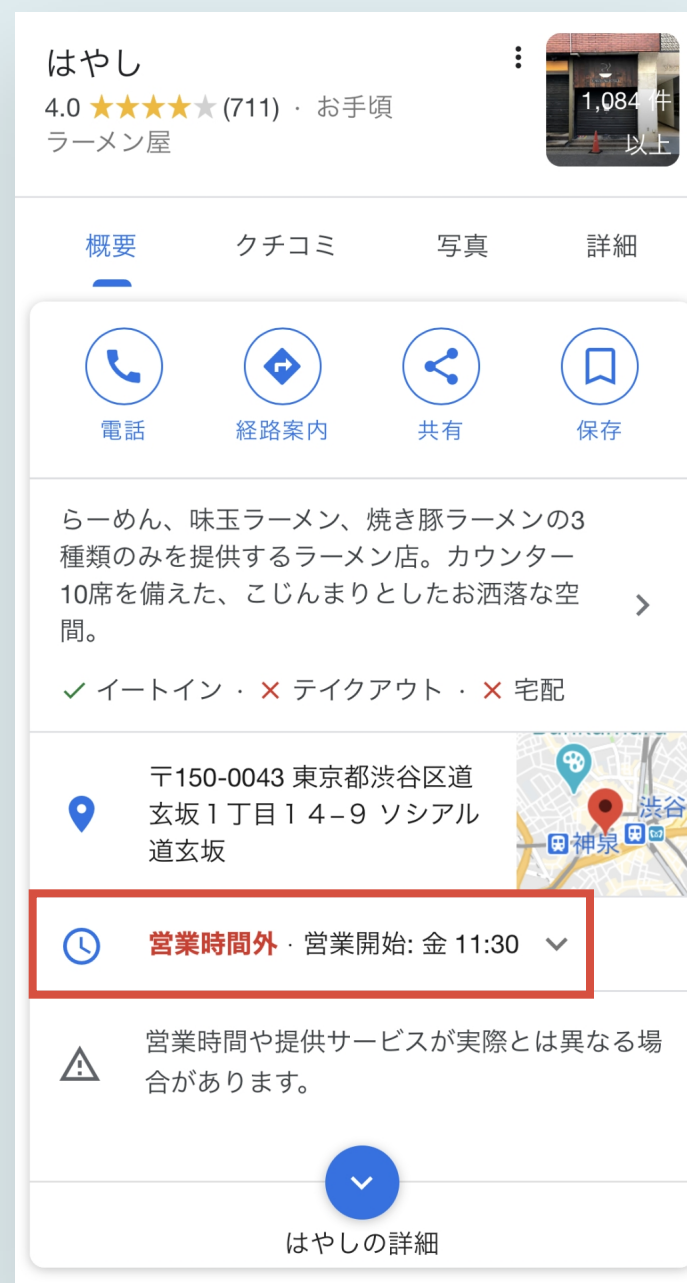 はやし
4.0 ★★★★★ (711) · お手頃
ラーメン屋
1,084 件
以上
概要 クチコミ 写真 詳細
電話 経路案内 共有 保存
らーめん、味玉ラーメン、焼き豚ラーメンの3
種類のみを提供するラーメン店。カウンター
10席を備えた、こじんまりとしたお洒落な空
間。
✓ イートイン · ✕ テイクアウト · ✕ 宅配
〒150-0043 東京都渋谷区道
玄坂１丁目１４−９ ソシアル
道玄坂
渋谷
神泉
営業時間外 · 営業開始: 金 11:30
営業時間や提供サービスが実際とは異なる場
合があります。
はやしの詳細